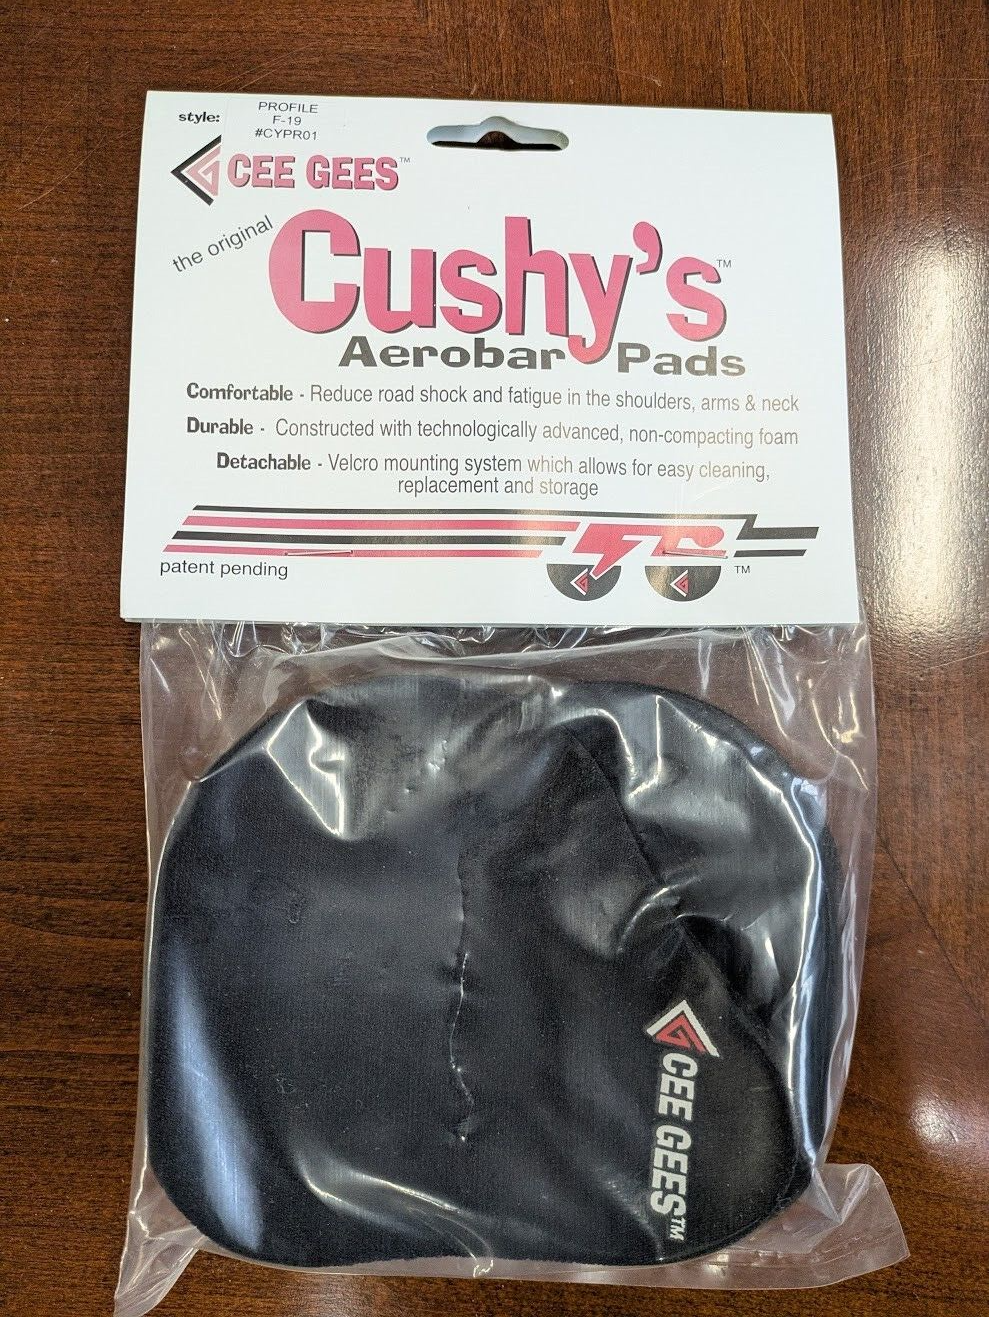 style:
PROFILE
F-19
#CYPR01
CEE GEES™
the original
Cushy's™
Aerobar Pads
Comfortable - Reduce road shock and fatigue in the shoulders, arms & neck
Durable - Constructed with technologically advanced, non-compacting foam
Detachable - Velcro mounting system which allows for easy cleaning,
replacement and storage
patent pending
TM
CEE GEES™